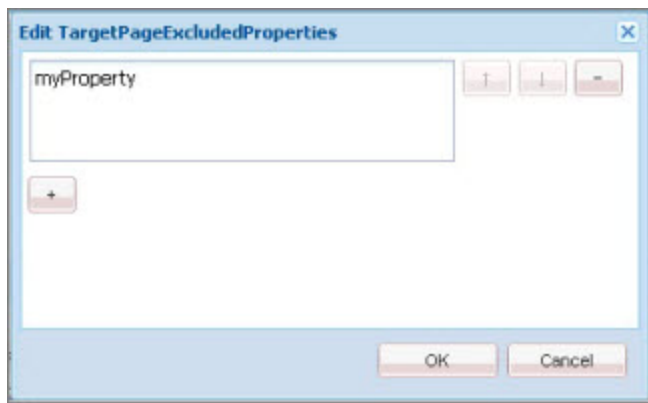 Edit TargetPageExcludedProperties
myProperty
↑ ↓ -
+
OK Cancel